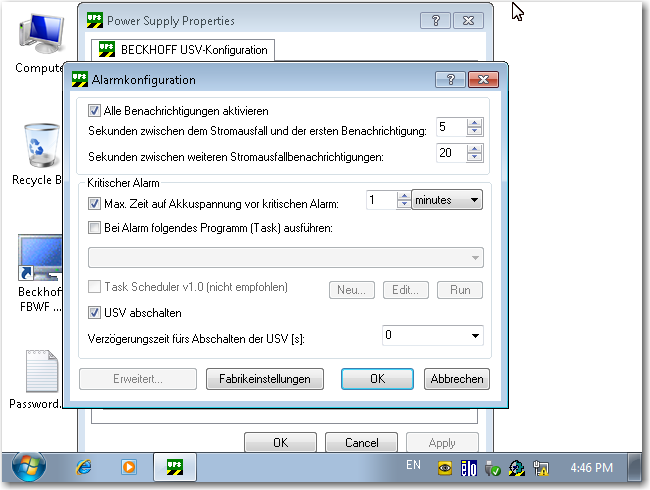 Power Supply Properties
BECKHOFF USV-Konfiguration
Alarmkonfiguration
Alle Benachrichtigungen aktivieren
Sekunden zwischen dem Stromausfall und der ersten Benachrichtigung: 5
Sekunden zwischen weiteren Stromausfallbenachrichtigungen: 20
Kritischer Alarm
Max. Zeit auf Akkuspannung vor kritischen Alarm: 1 minutes
Bei Alarm folgendes Programm (Task) ausführen:
Task Scheduler v1.0 (nicht empfohlen) Neu... Edit... Run
USV abschalten
Verzögerungszeit fürs Abschalten der USV [s]: 0
Erweitert... Fabrikeinstellungen OK Abbrechen
OK Cancel Apply
Compute
Recycle B
Beckhoff
FBWF ...
Password...
EN 4:46 PM